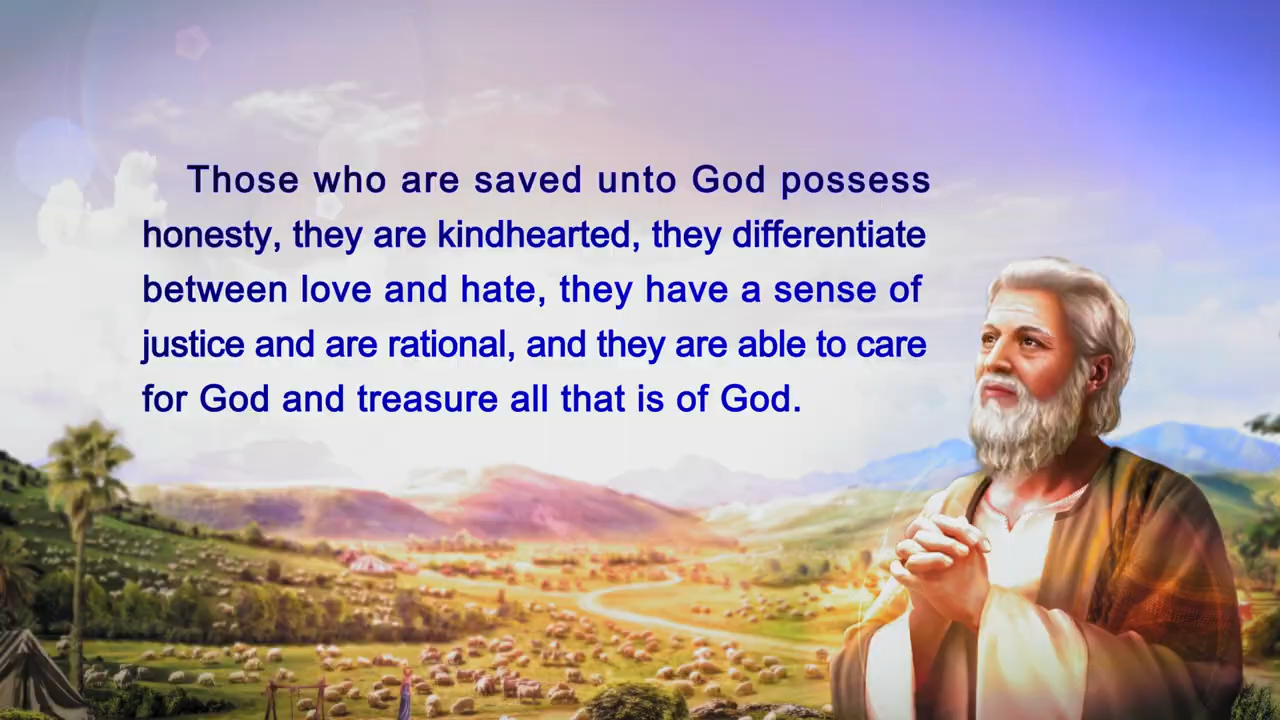 Those who are saved unto God possess
honesty, they are kindhearted, they differentiate
between love and hate, they have a sense of
justice and are rational, and they are able to care
for God and treasure all that is of God.